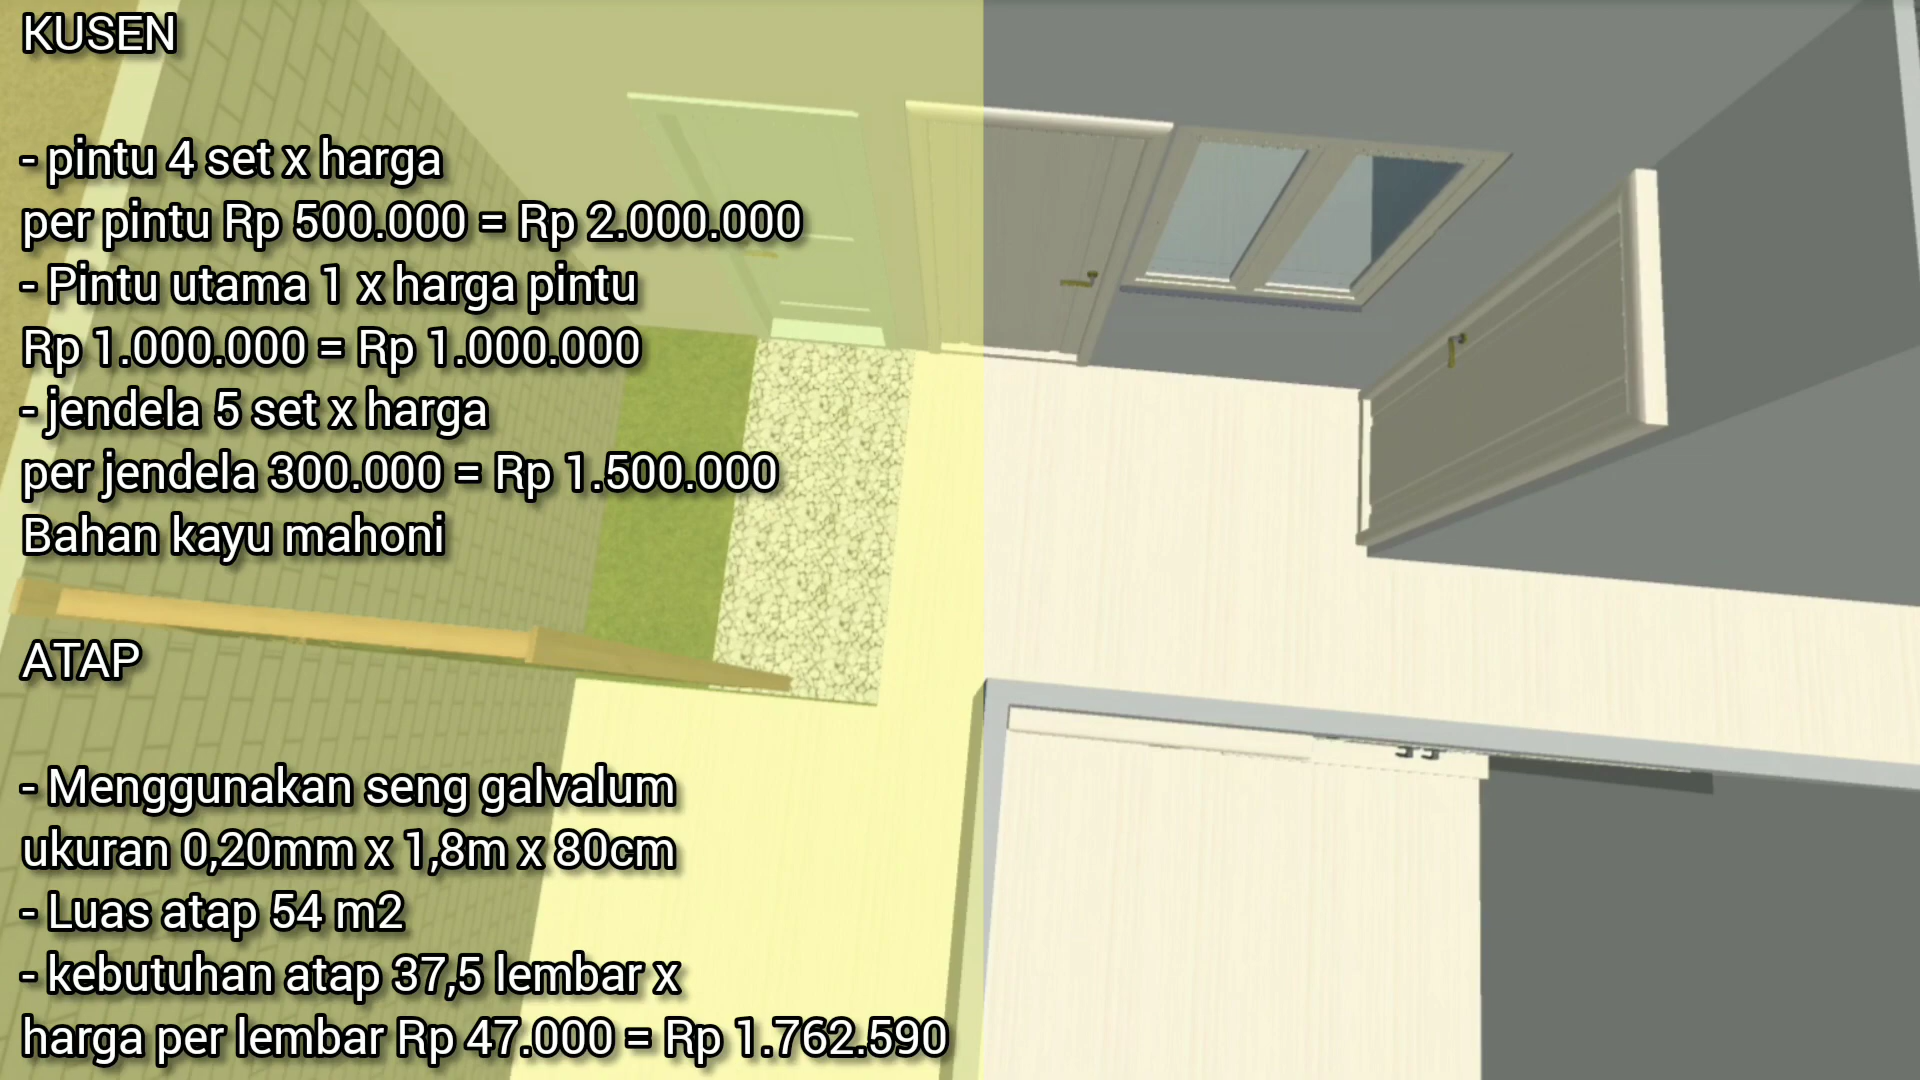 KUSEN
- pintu 4 set x harga
per pintu Rp 500.000 = Rp 2.000.000
- Pintu utama 1 x harga pintu
Rp 1.000.000 = Rp 1.000.000
- jendela 5 set x harga
per jendela 300.000 = Rp 1.500.000
Bahan kayu mahoni
ATAP
- Menggunakan seng galvalum
ukuran 0,20mm x 1,8m x 80cm
- Luas atap 54 m2
- kebutuhan atap 37,5 lembar x
harga per lembar Rp 47.000 = Rp 1.762.590